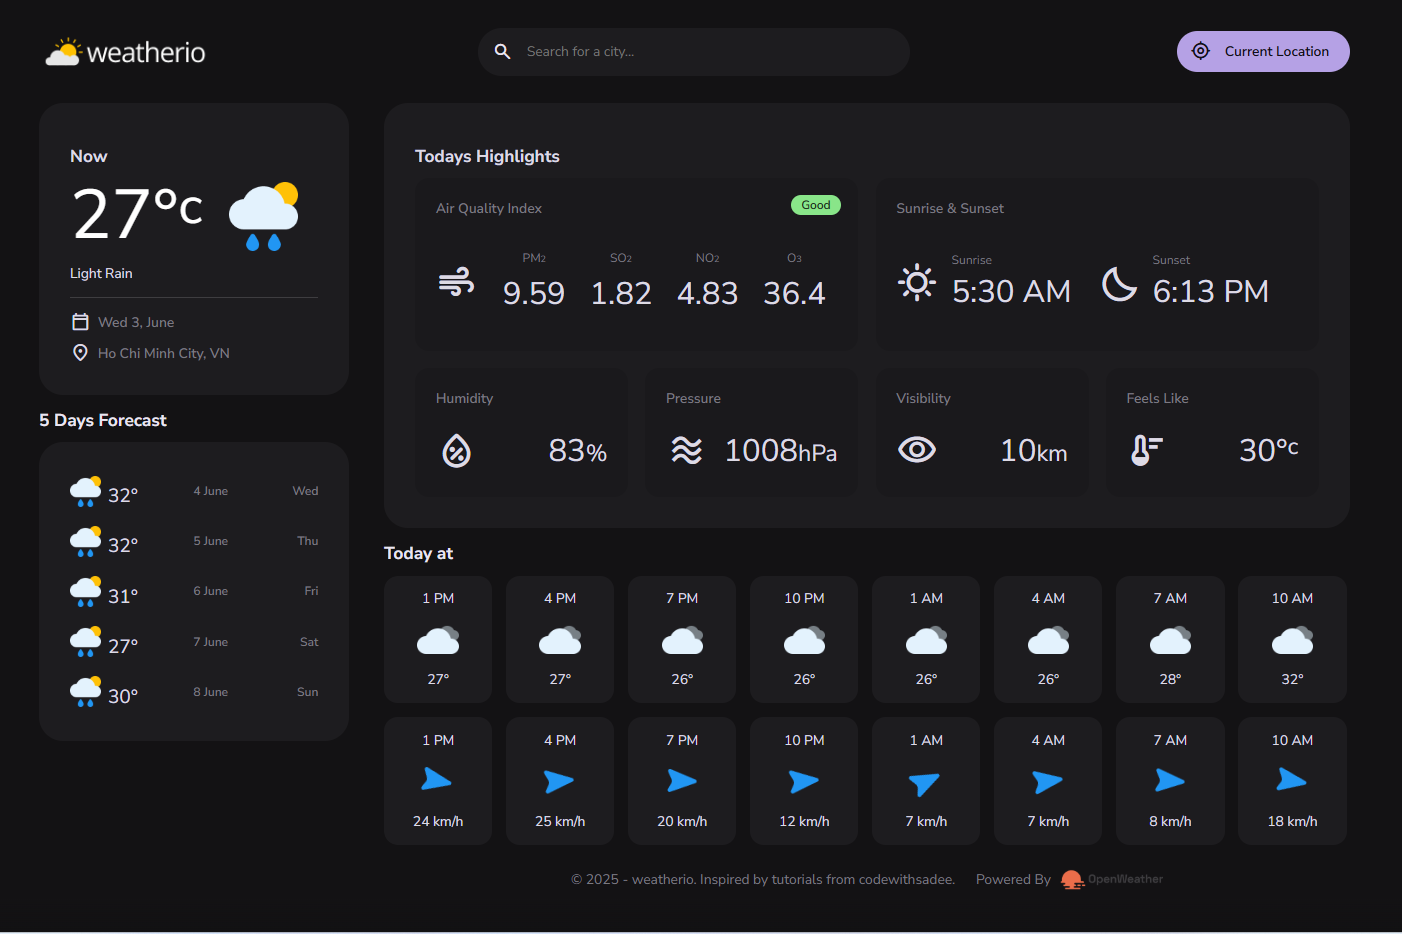 weatherio
Search for a city...
Current Location
Now
27°c
Light Rain
Wed 3, June
Ho Chi Minh City, VN
5 Days Forecast
32° 4 June Wed
32° 5 June Thu
31° 6 June Fri
27° 7 June Sat
30° 8 June Sun
Todays Highlights
Air Quality Index Good
PM2 SO2 NO2 O3
9.59 1.82 4.83 36.4
Sunrise & Sunset
Sunrise Sunset
5:30 AM 6:13 PM
Humidity
83%
Pressure
1008hPa
Visibility
10km
Feels Like
30°c
Today at
1 PM 4 PM 7 PM 10 PM 1 AM 4 AM 7 AM 10 AM
27° 27° 26° 26° 26° 26° 28° 32°
1 PM 4 PM 7 PM 10 PM 1 AM 4 AM 7 AM 10 AM
24 km/h 25 km/h 20 km/h 12 km/h 7 km/h 7 km/h 8 km/h 18 km/h
© 2025 - weatherio. Inspired by tutorials from codewithsadee. Powered By OpenWeather